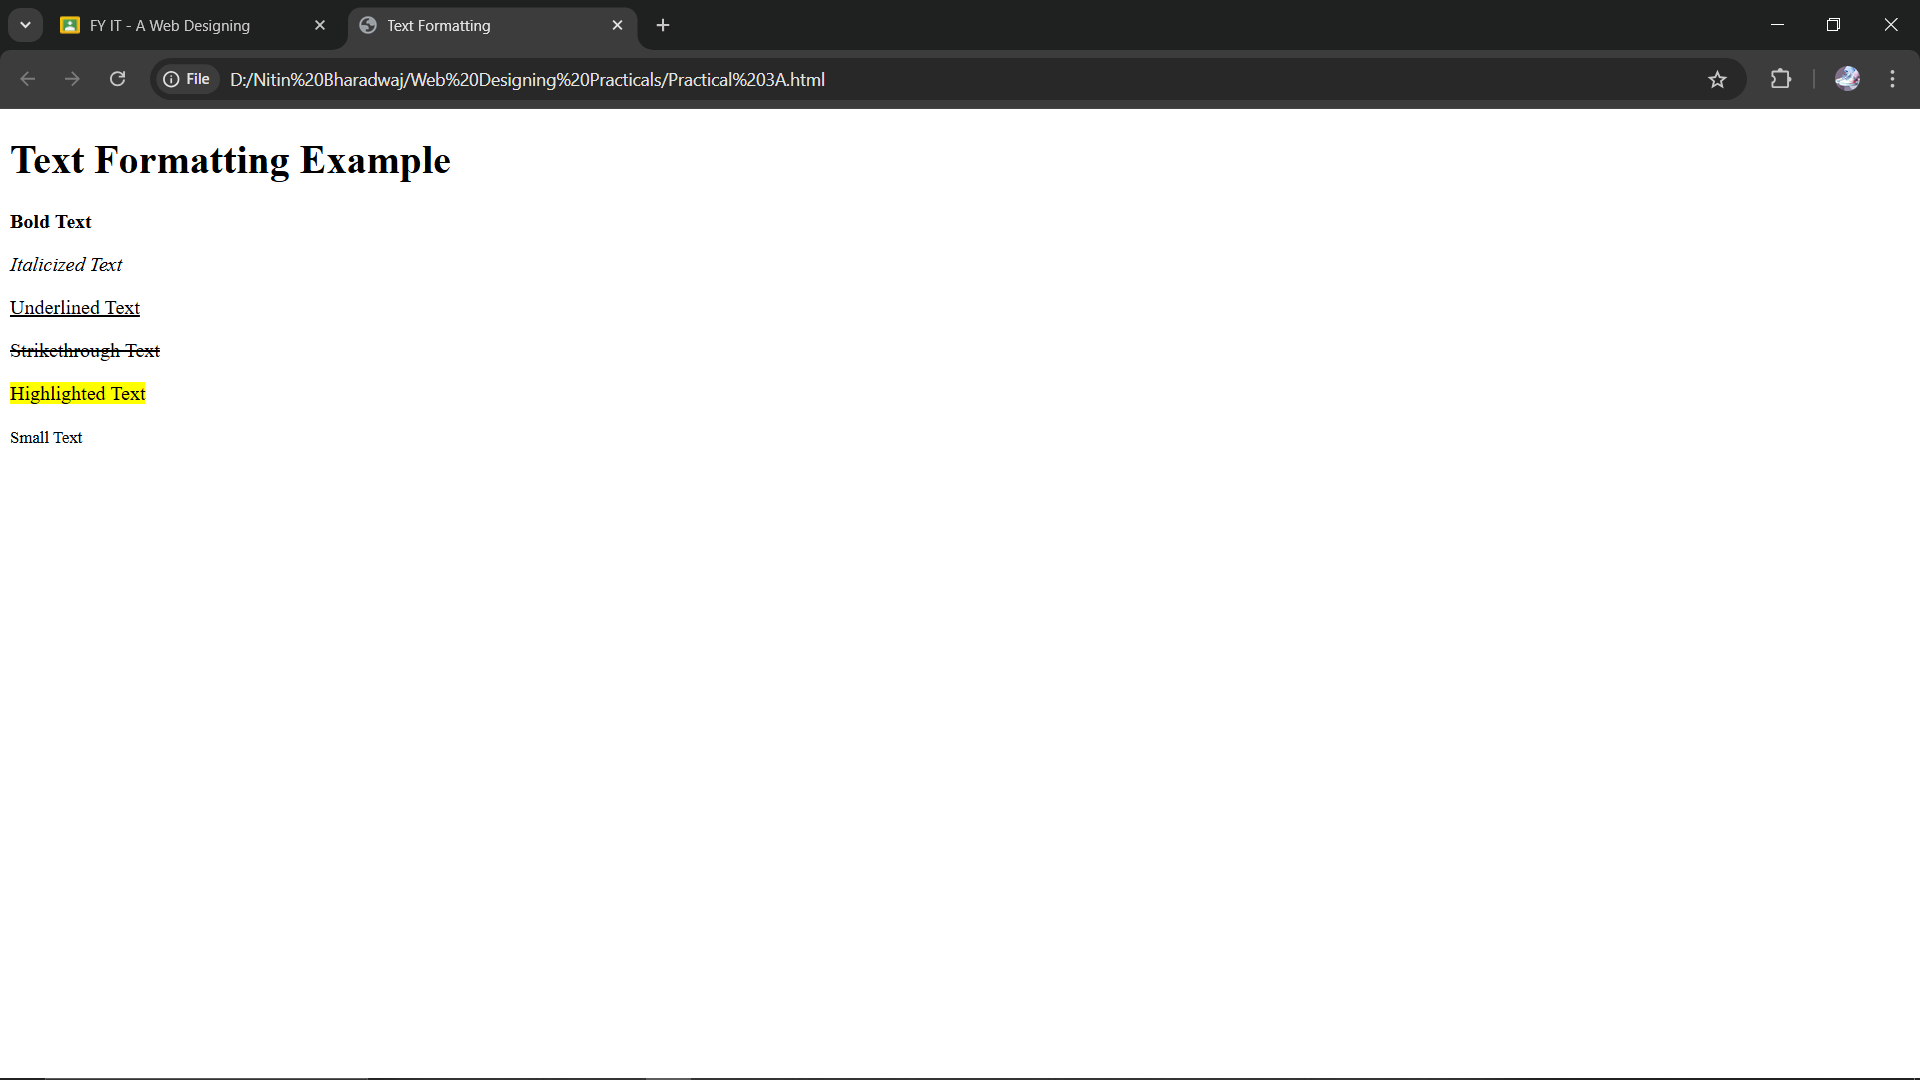 FY IT - A Web Designing
Text Formatting
File
D:/Nitin%20Bharadwaj/Web%20Designing%20Practicals/Practical%203A.html
Text Formatting Example
Bold Text
Italicized Text
Underlined Text
Strikethrough Text
Highlighted Text
Small Text